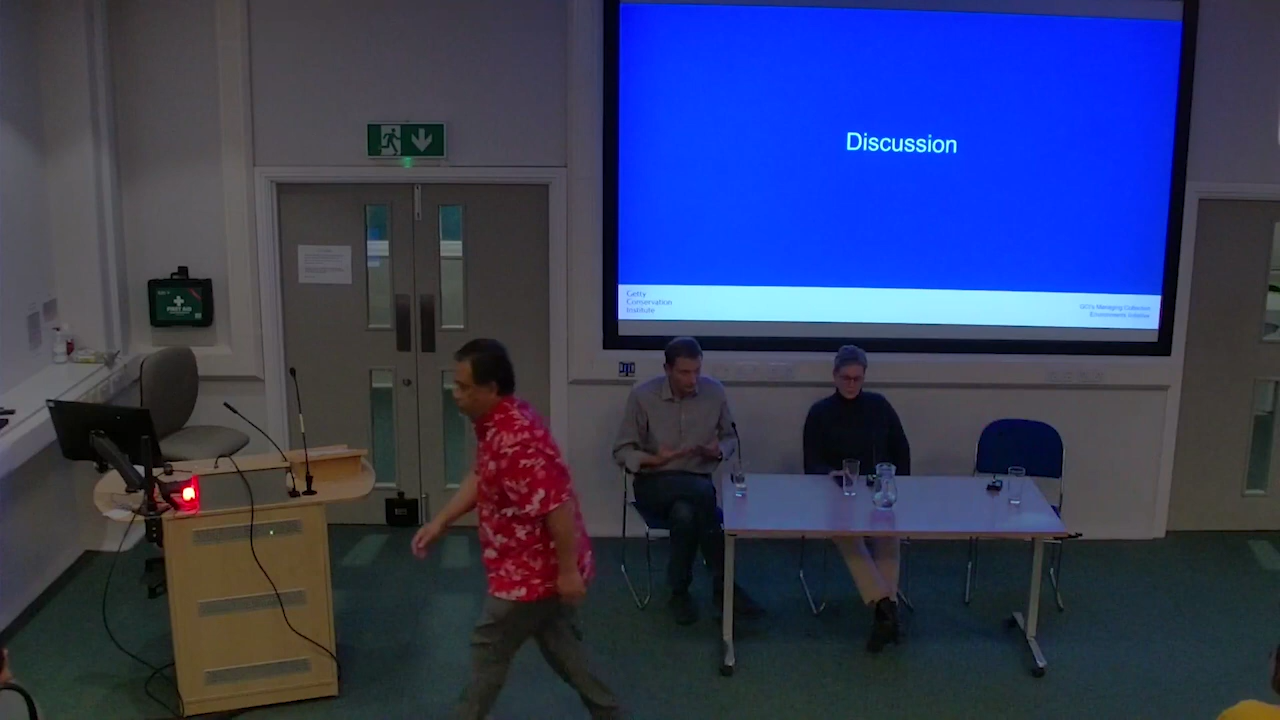 Discussion
Getty
Conservation
Institute
GCI's Managing Collection
Environments Initiative
FIRST AID